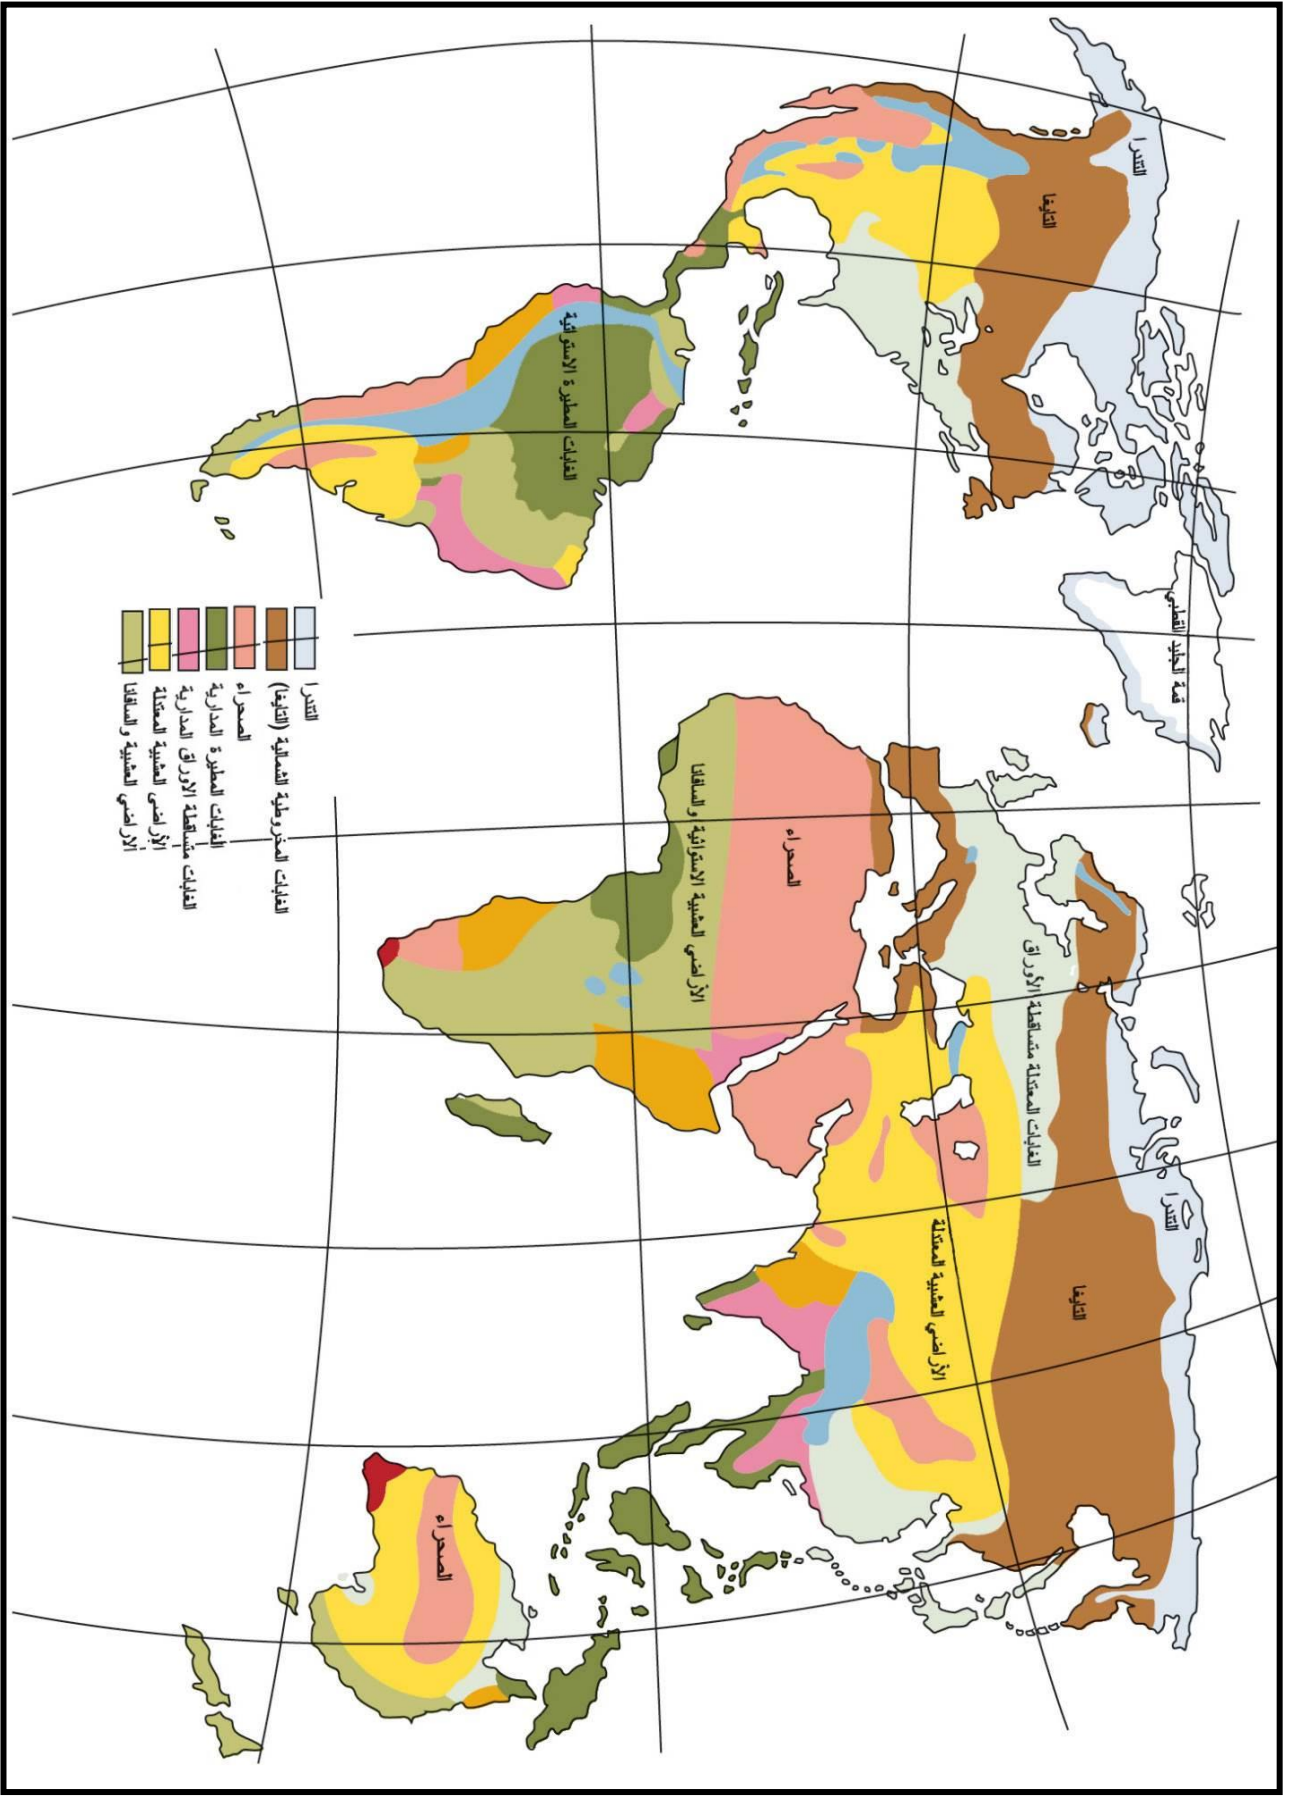 التندرا
التايغا
قمة الجليد القطبي
التندرا
التايغا
الغابات المعتدلة متساقطة الأوراق
الأراضي العشبية المعتدلة
الصحراء
الأراضي العشبية الاستوائية والسافانا
الغابات المطيرة الاستوائية
الصحراء
التندرا
الغابات المخروطية الشمالية (التايغا)
الصحراء
الغابات المطيرة المدارية
الغابات متساقطة الاوراق المدارية
الأراضي العشبية المعتدلة
الاراضي العشبية والسافانا